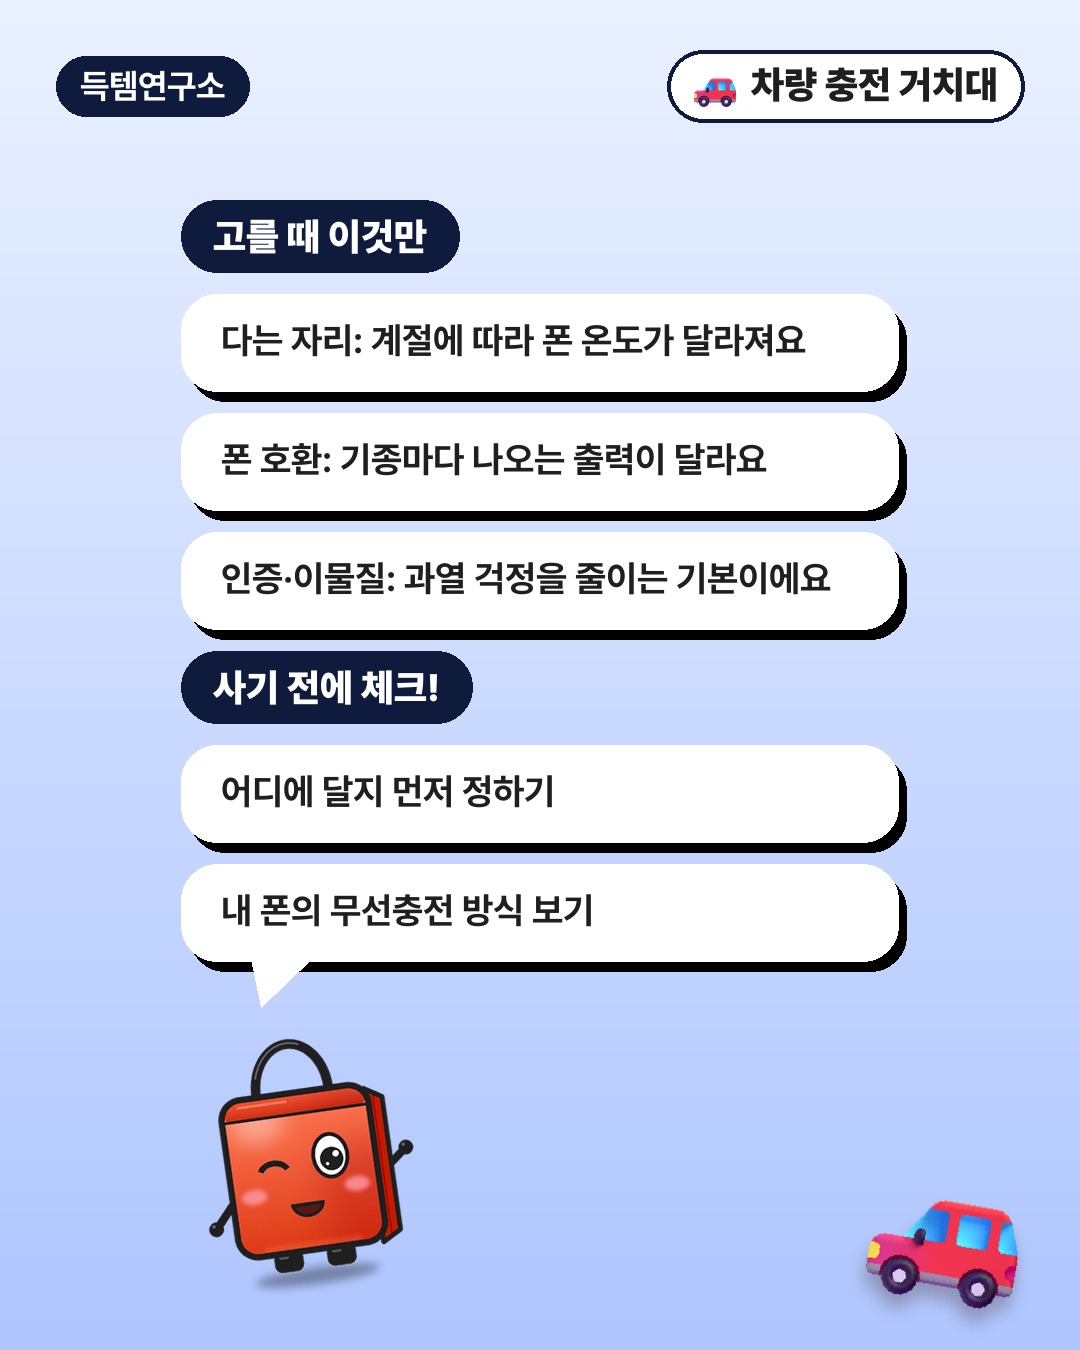 득템연구소
차량 충전 거치대
고를 때 이것만
다는 자리: 계절에 따라 폰 온도가 달라져요
폰 호환: 기종마다 나오는 출력이 달라요
인증·이물질: 과열 걱정을 줄이는 기본이에요
사기 전에 체크!
어디에 달지 먼저 정하기
내 폰의 무선충전 방식 보기